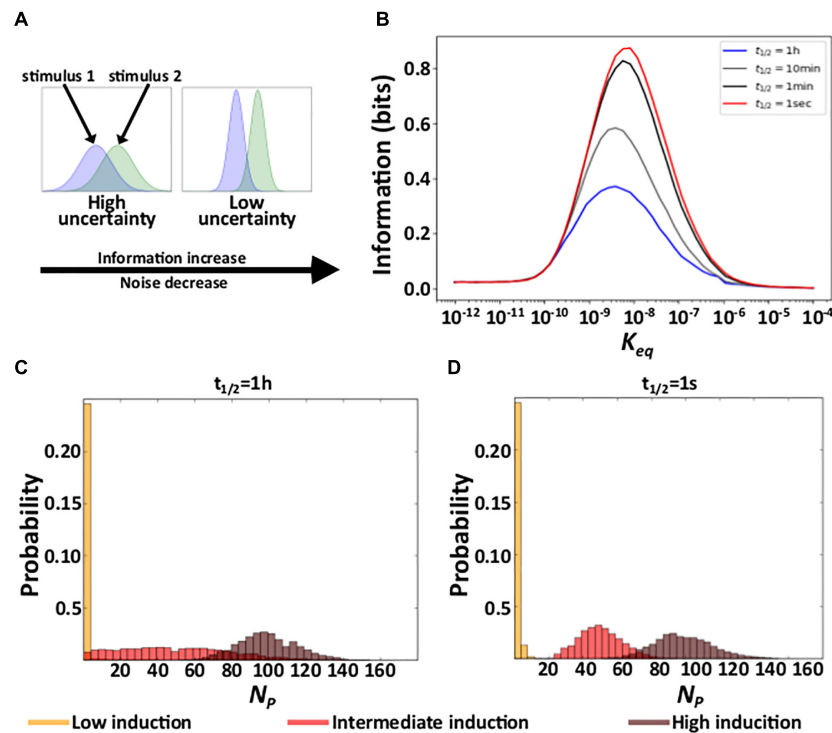 A
stimulus 1
stimulus 2
High
uncertainty
Low
uncertainty
Information increase
Noise decrease
B
Information (bits)
0.8
0.6
0.4
0.2
0.0
t1/2 = 1h
t1/2 = 10min
t1/2 = 1min
t1/2 = 1sec
10-12 10-11 10-10 10-9 10-8 10-7 10-6 10-5 10-4
Keq
C
t1/2=1h
Probability
0.20
0.15
0.10
0.5
20 40 60 80 100 120 140 160
NP
D
t1/2=1s
Probability
0.20
0.15
0.10
0.5
20 40 60 80 100 120 140 160
NP
Low induction
Intermediate induction
High inducition